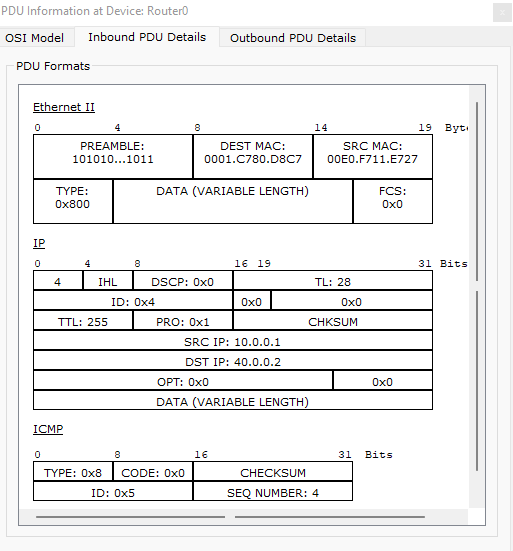 PDU Information at Device: Router0
OSI Model Inbound PDU Details Outbound PDU Details
PDU Formats
Ethernet II
0 4 8 14 19 Byte
PREAMBLE: DEST MAC: SRC MAC:
101010...1011 0001.C780.D8C7 00E0.F711.E727
TYPE: DATA (VARIABLE LENGTH) FCS:
0x800 0x0
IP
0 4 8 16 19 31 Bits
4 IHL DSCP: 0x0 TL: 28
ID: 0x4 0x0 0x0
TTL: 255 PRO: 0x1 CHKSUM
SRC IP: 10.0.0.1
DST IP: 40.0.0.2
OPT: 0x0 0x0
DATA (VARIABLE LENGTH)
ICMP
0 8 16 31 Bits
TYPE: 0x8 CODE: 0x0 CHECKSUM
ID: 0x5 SEQ NUMBER: 4